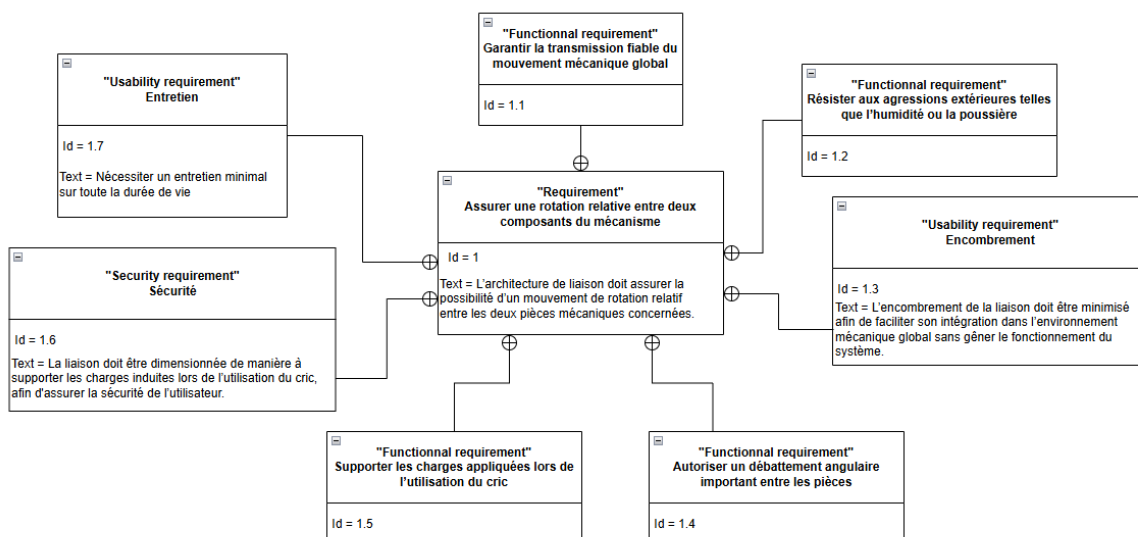 "Functionnal requirement"
Garantir la transmission fiable du
mouvement mécanique global
Id = 1.1
"Usability requirement"
Entretien
Id = 1.7
Text = Nécessiter un entretien minimal
sur toute la durée de vie
"Functionnal requirement"
Résister aux agressions extérieures telles
que l'humidité ou la poussière
Id = 1.2
"Requirement"
Assurer une rotation relative entre deux
composants du mécanisme
Id = 1
Text = L'architecture de liaison doit assurer la
possibilité d'un mouvement de rotation relatif
entre les deux pièces mécaniques concernées.
"Usability requirement"
Encombrement
Id = 1.3
Text = L'encombrement de la liaison doit être minimisé
afin de faciliter son intégration dans l'environnement
mécanique global sans gêner le fonctionnement du
système.
"Security requirement"
Sécurité
Id = 1.6
Text = La liaison doit être dimensionnée de manière à
supporter les charges induites lors de l'utilisation du cric,
afin d'assurer la sécurité de l'utilisateur.
"Functionnal requirement"
Supporter les charges appliquées lors de
l'utilisation du cric
Id = 1.5
"Functionnal requirement"
Autoriser un débattement angulaire
important entre les pièces
Id = 1.4